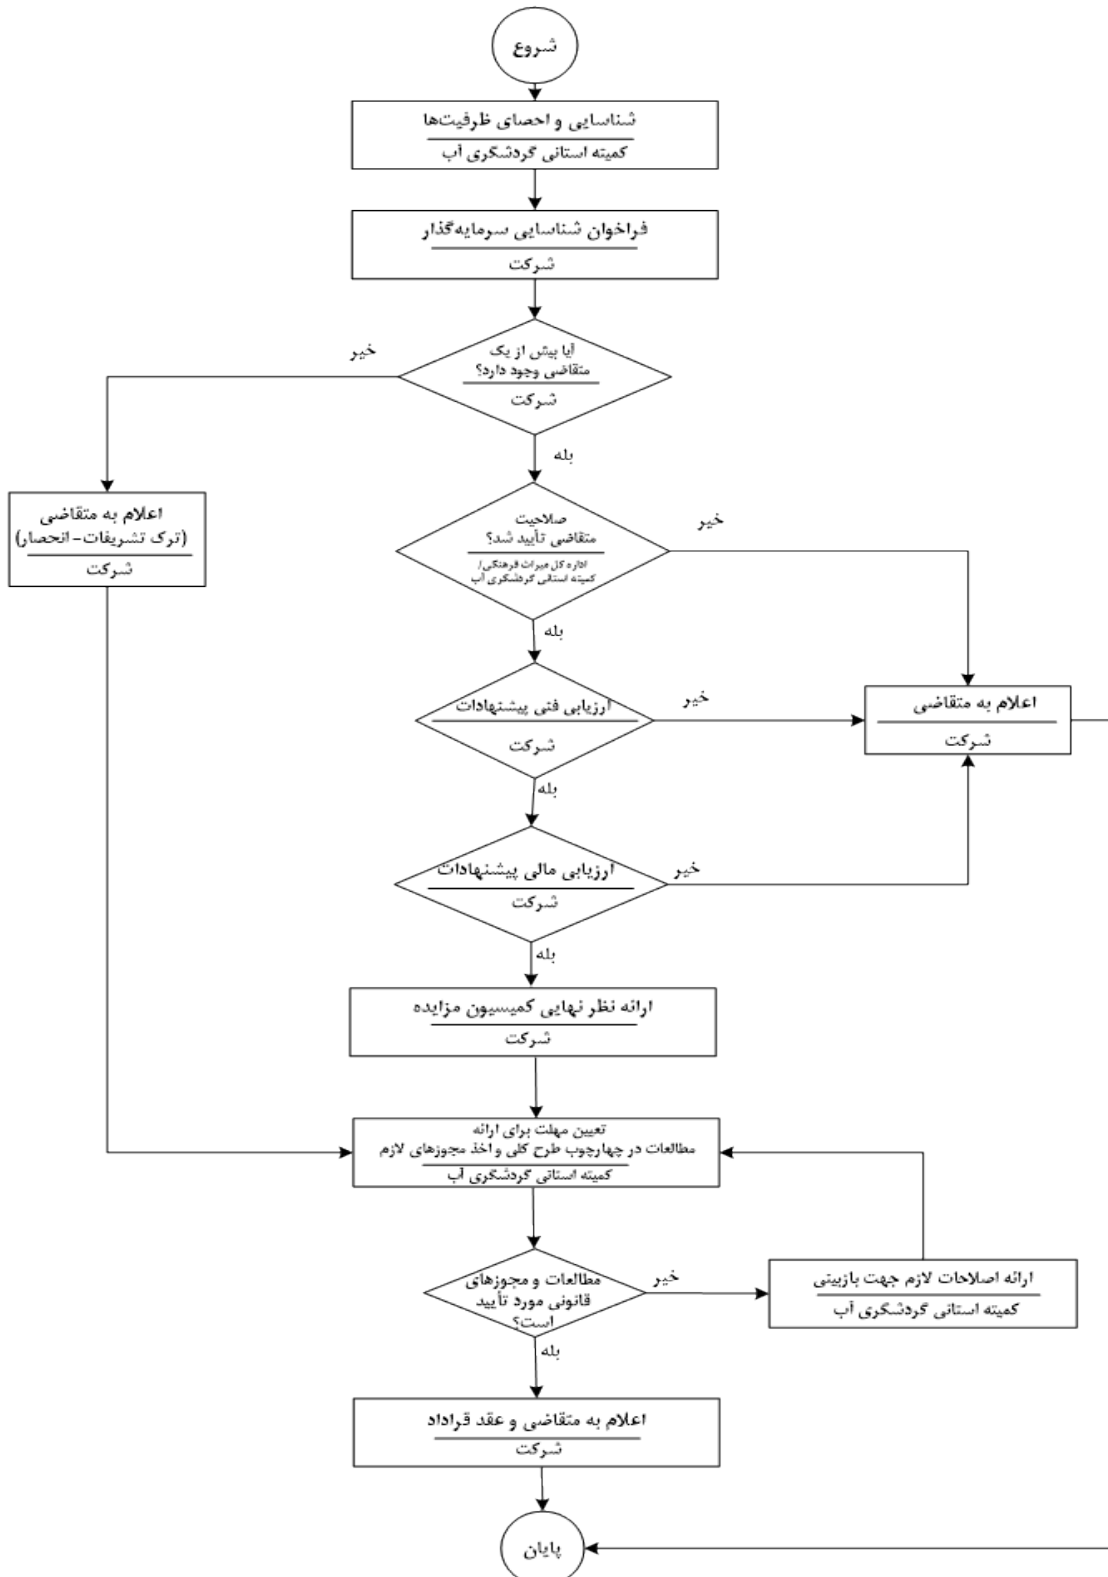 شروع
شناسایی و احصای ظرفیت‌ها
کمیته استانی گردشگری آب
فراخوان شناسایی سرمایه‌گذار
شرکت
آیا بیش از یک
متقاضی وجود دارد؟
شرکت
خیر
بله
اعلام به متقاضی
(ترک تشریفات- انحصار)
شرکت
صلاحیت
متقاضی تأیید شد؟
اداره کل میراث فرهنگی/
کمیته استانی گردشگری آب
خیر
بله
ارزیابی فنی پیشنهادات
شرکت
خیر
اعلام به متقاضی
شرکت
بله
ارزیابی مالی پیشنهادات
شرکت
خیر
بله
ارائه نظر نهایی کمیسیون مزایده
شرکت
تعیین مهلت برای ارائه
مطالعات در چهارچوب طرح کلی و اخذ مجوزهای لازم
کمیته استانی گردشگری آب
مطالعات و مجوزهای
قانونی مورد تأیید
است؟
خیر
ارائه اصلاحات لازم جهت بازبینی
کمیته استانی گردشگری آب
بله
اعلام به متقاضی و عقد قراداد
شرکت
پایان